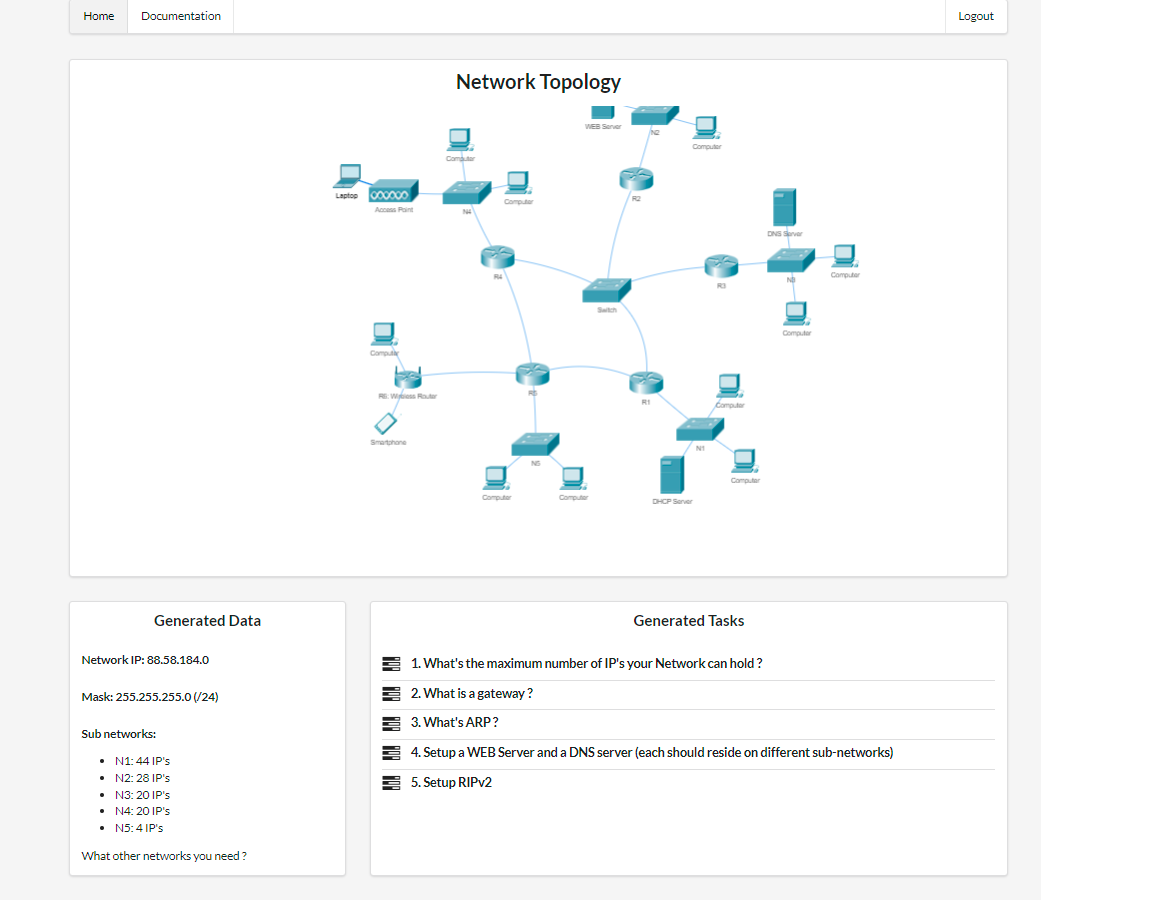 Home
Documentation
Logout
Network Topology
WEB Server
N2
Computer
Computer
Laptop
Access Point
N4
Computer
R2
DNS Server
R4
R3
N3
Computer
Switch
Computer
Computer
R6: Wireless Router
R5
R1
Computer
Smartphone
N5
N1
Computer
Computer
Computer
DHCP Server
Generated Data
Network IP: 88.58.184.0
Mask: 255.255.255.0 (/24)
Sub networks:
N1: 44 IP's
N2: 28 IP's
N3: 20 IP's
N4: 20 IP's
N5: 4 IP's
What other networks you need ?
Generated Tasks
1. What's the maximum number of IP's your Network can hold ?
2. What is a gateway ?
3. What's ARP ?
4. Setup a WEB Server and a DNS server (each should reside on different sub-networks)
5. Setup RIPv2